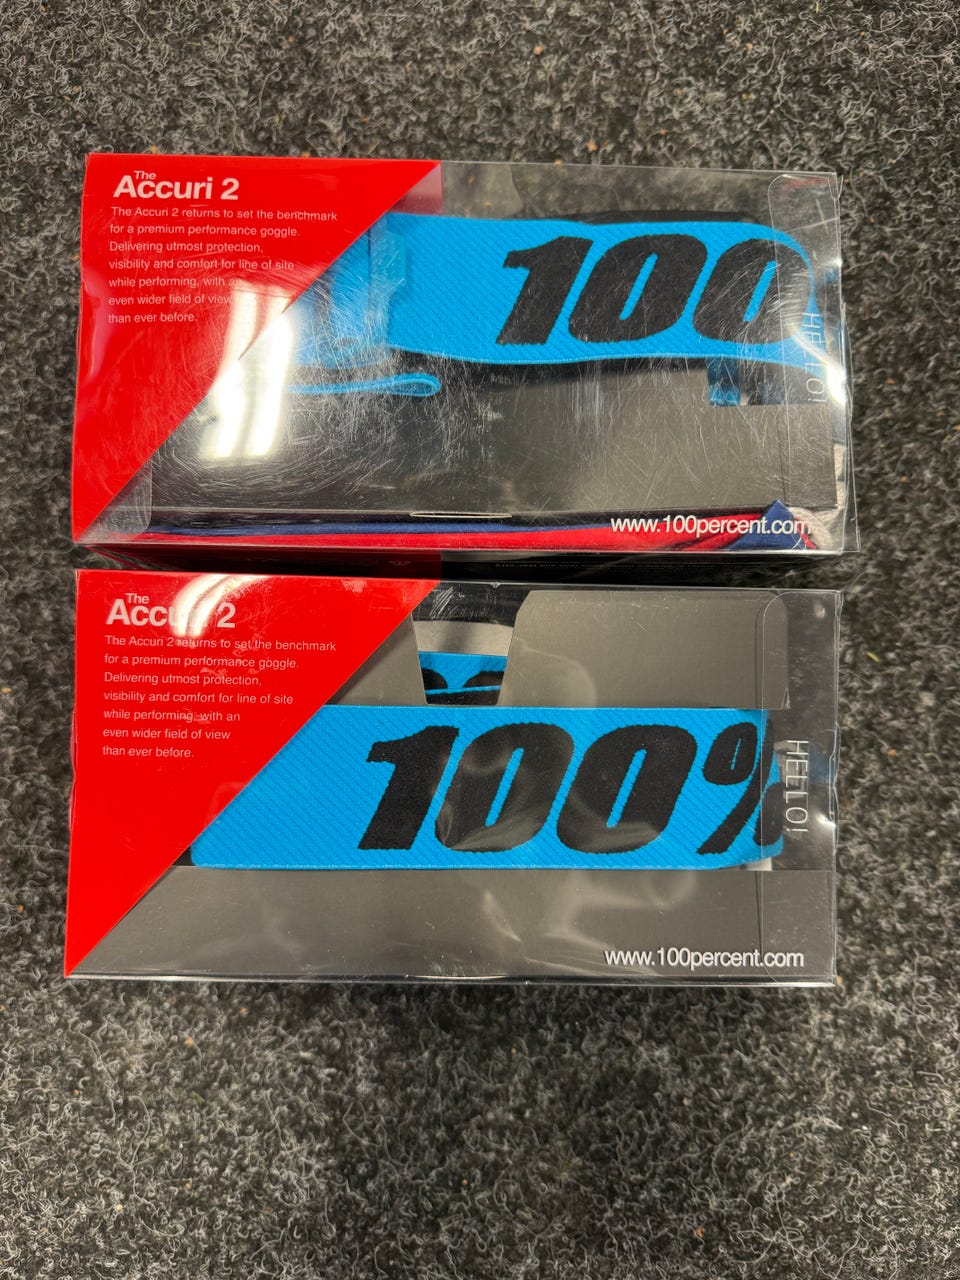 The
Accuri 2
The Accuri 2 returns to set the benchmark
for a premium performance goggle.
Delivering utmost protection,
visibility and comfort for line of site
while performing, with an
even wider field of view
than ever before.
100
HELLO!
www.100percent.com
The
Accuri 2
The Accuri 2 returns to set the benchmark
for a premium performance goggle.
Delivering utmost protection,
visibility and comfort for line of site
while performing, with an
even wider field of view
than ever before.
100%
HELLO!
www.100percent.com